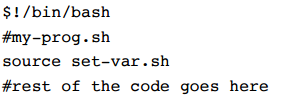 $!/bin/bash
#my-prog.sh
source set-var.sh
#rest of the code goes here